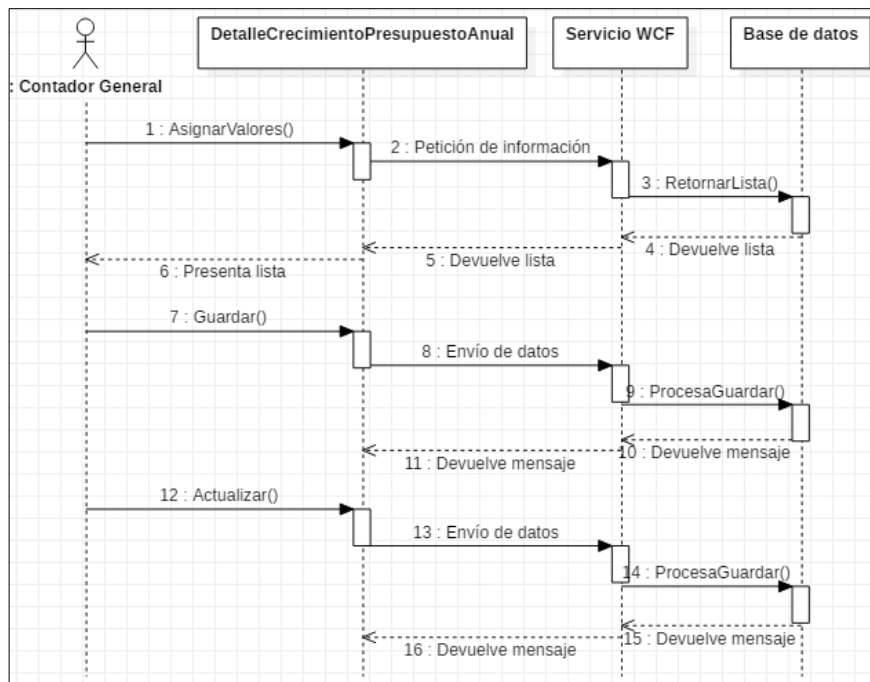 DetalleCrecimientoPresupuestoAnual
Servicio WCF
Base de datos
: Contador General
1 : AsignarValores()
2 : Petición de información
3 : RetornarLista()
4 : Devuelve lista
5 : Devuelve lista
6 : Presenta lista
7 : Guardar()
8 : Envío de datos
9 : ProcesaGuardar()
10 : Devuelve mensaje
11 : Devuelve mensaje
12 : Actualizar()
13 : Envío de datos
14 : ProcesaGuardar()
15 : Devuelve mensaje
16 : Devuelve mensaje